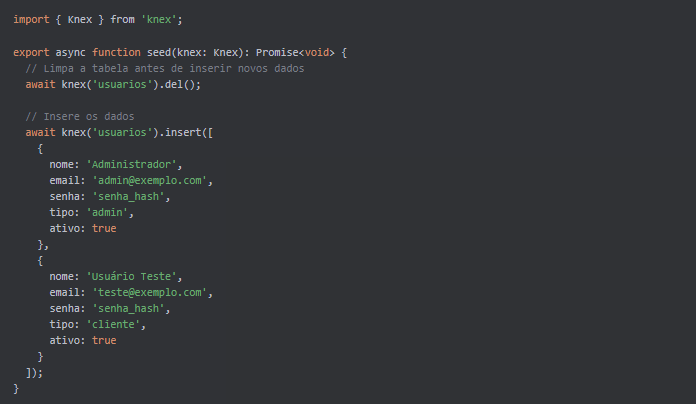 import { Knex } from 'knex';

export async function seed(knex: Knex): Promise<void> {
  // Limpa a tabela antes de inserir novos dados
  await knex('usuarios').del();

  // Insere os dados
  await knex('usuarios').insert([
    {
      nome: 'Administrador',
      email: 'admin@exemplo.com',
      senha: 'senha_hash',
      tipo: 'admin',
      ativo: true
    },
    {
      nome: 'Usuário Teste',
      email: 'teste@exemplo.com',
      senha: 'senha_hash',
      tipo: 'cliente',
      ativo: true
    }
  ]);
}